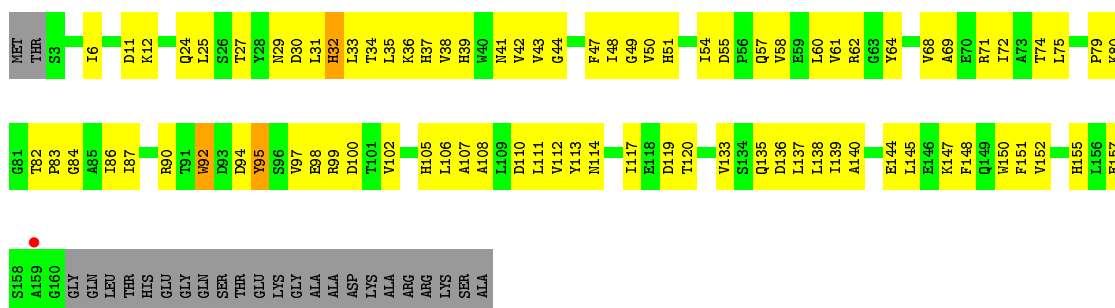 MET THR S3 I6 D11 K12 Q24 L25 S26 T27 Y28 N29 D30 L31 H32 L33 T34 L35 K36 H37 V38 H39 W40 N41 V42 V43 G44 F47 I48 G49 V50 H51 I54 D55 P56 Q57 V58 E59 L60 V61 R62 G63 Y64 V68 A69 E70 R71 I72 A73 T74 L75 P79 K80
G81 T82 P83 G84 A85 I86 I87 R90 T91 W92 D93 D94 Y95 S96 V97 E98 R99 D100 T101 V102 H105 L106 A107 A108 L109 D110 L111 V112 Y113 N114 I117 E118 D119 T120 V133 S134 Q135 D136 L137 L138 I139 A140 E144 L145 E146 K147 F148 Q149 W150 F151 V152 H155 L156 E157
S158 A159 G160 GLY GLN LEU THR HIS GLU GLY GLN SER THR GLU LYS GLY ALA ALA ASP LYS ALA ARG ARG LYS SER ALA